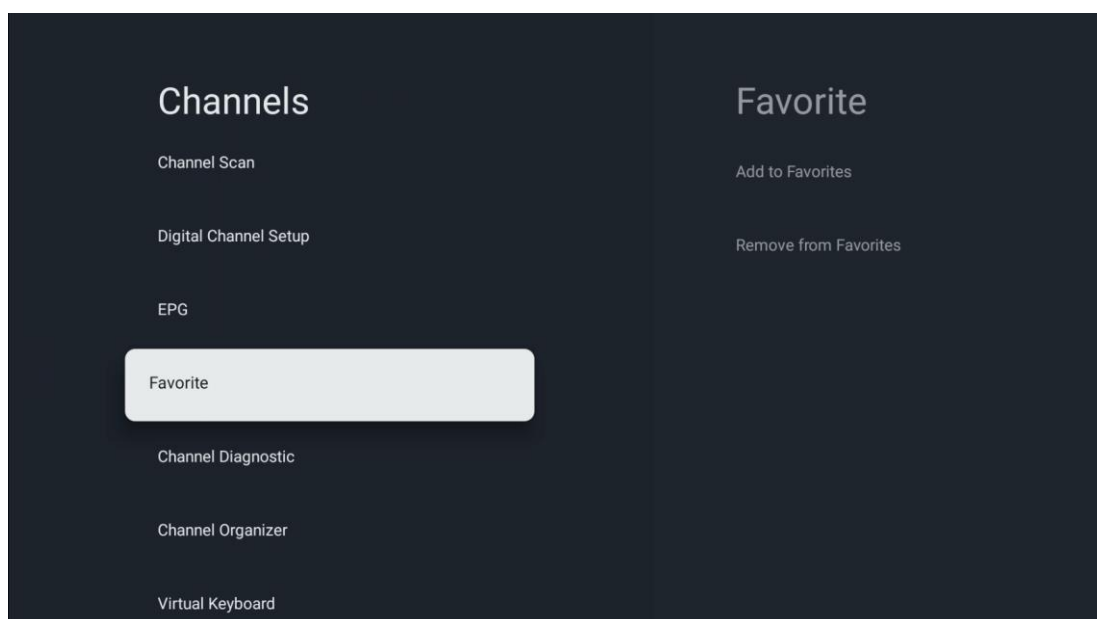 Channels
Channel Scan
Digital Channel Setup
EPG
Favorite
Channel Diagnostic
Channel Organizer
Virtual Keyboard
Favorite
Add to Favorites
Remove from Favorites